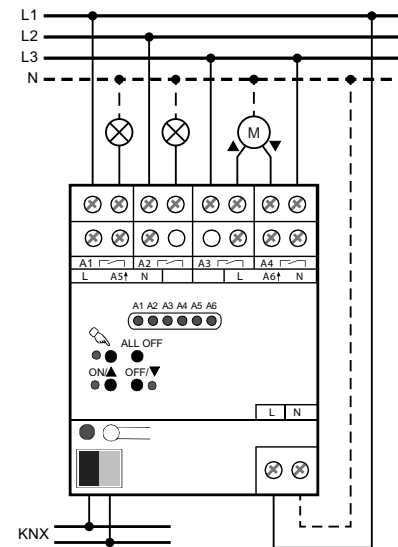 L1
L2
L3
N
M
A1 A2 A3 A4
L A5↑ N L A6↑ N
A1 A2 A3 A4 A5 A6
ALL OFF
ON/▲ OFF/▼
L N
KNX